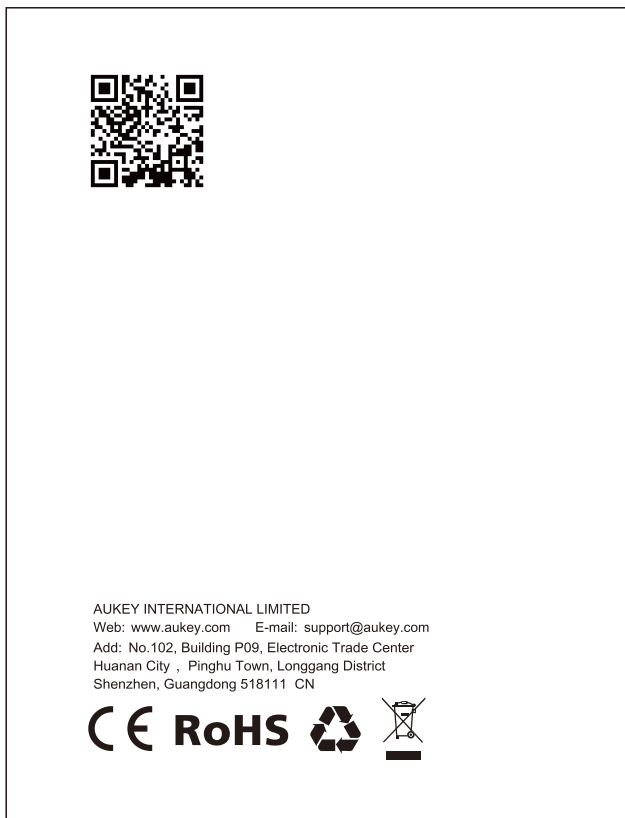 AUKEY INTERNATIONAL LIMITED
Web: www.aukey.com E-mail: support@aukey.com
Add: No.102, Building P09, Electronic Trade Center
Huanan City , Pinghu Town, Longgang District
Shenzhen, Guangdong 518111 CN
CE RoHS